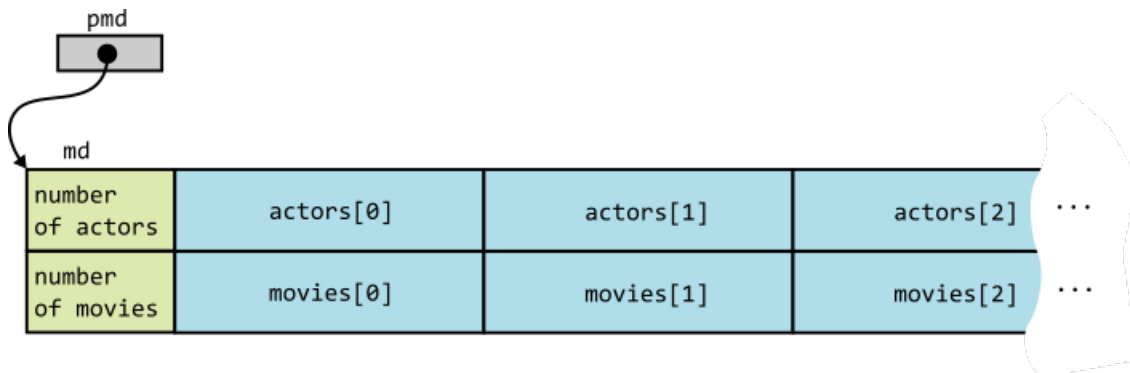 pmd
md
number
of actors
actors[0]
actors[1]
actors[2]
...
number
of movies
movies[0]
movies[1]
movies[2]
...